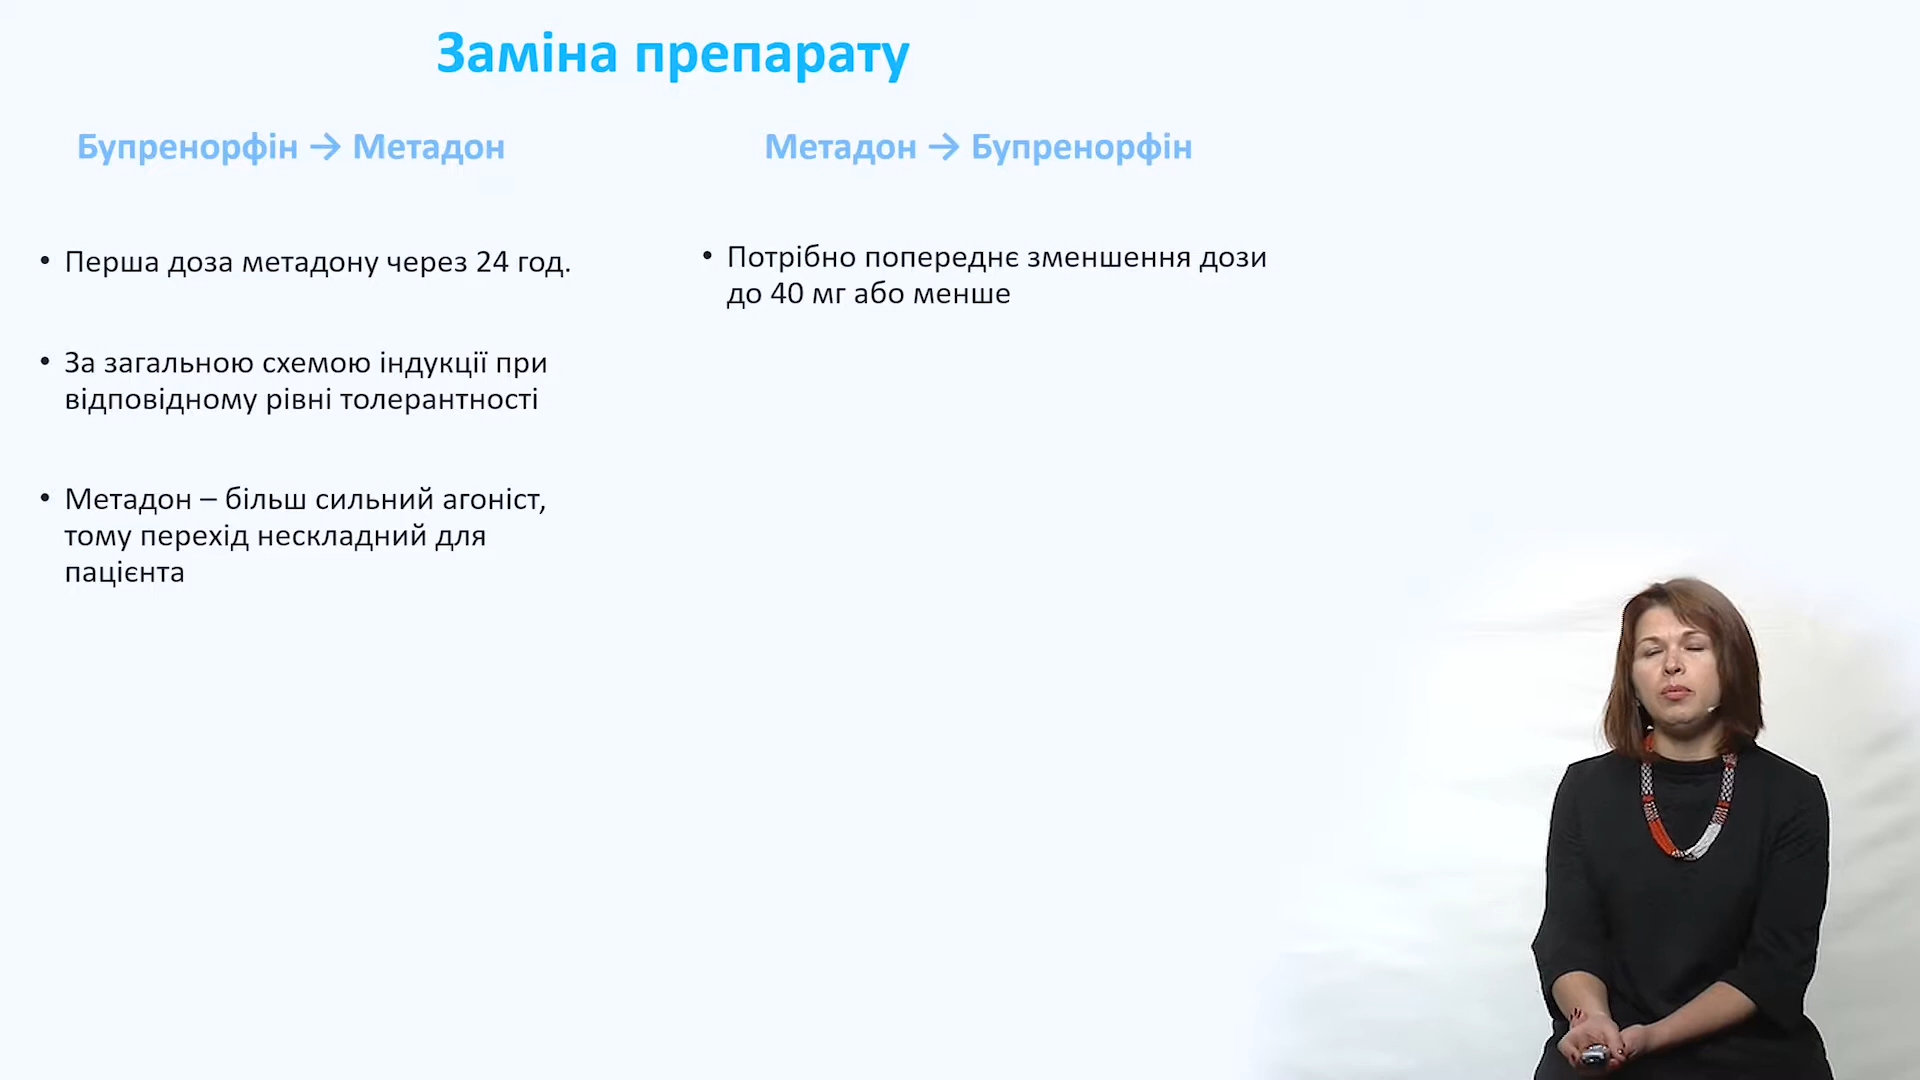 Заміна препарату
Бупренорфін → Метадон
• Перша доза метадону через 24 год.
• За загальною схемою індукції при
відповідному рівні толерантності
• Метадон – більш сильний агоніст,
тому перехід нескладний для
пацієнта
Метадон → Бупренорфін
• Потрібно попереднє зменшення дози
до 40 мг або менше